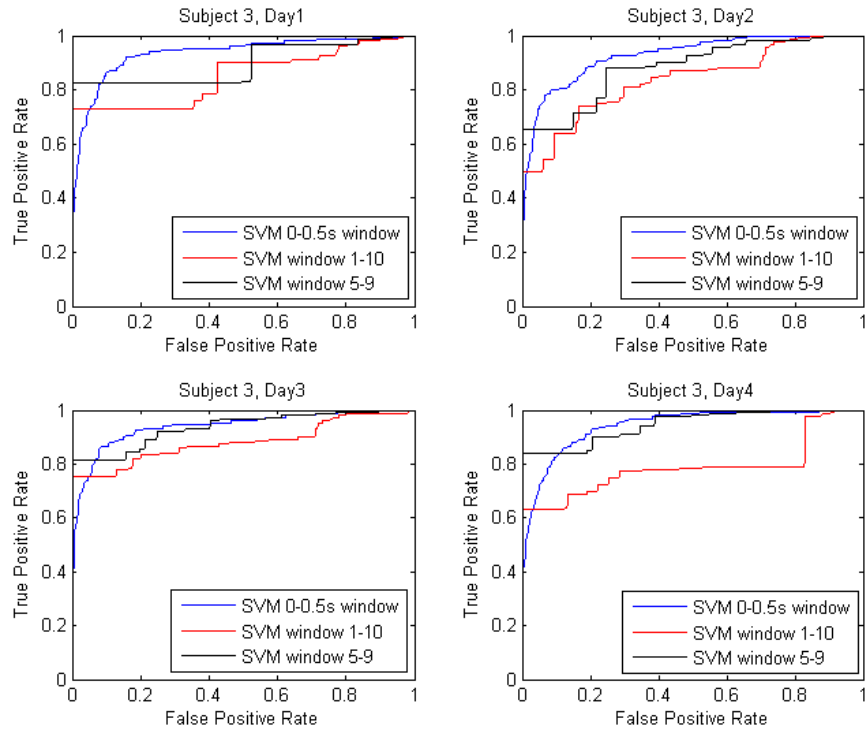 Subject 3, Day1
True Positive Rate
1
0.8
0.6
0.4
0.2
0
SVM 0-0.5s window
SVM window 1-10
SVM window 5-9
0 0.2 0.4 0.6 0.8 1
False Positive Rate
Subject 3, Day2
True Positive Rate
1
0.8
0.6
0.4
0.2
0
SVM 0-0.5s window
SVM window 1-10
SVM window 5-9
0 0.2 0.4 0.6 0.8 1
False Positive Rate
Subject 3, Day3
True Positive Rate
1
0.8
0.6
0.4
0.2
0
SVM 0-0.5s window
SVM window 1-10
SVM window 5-9
0 0.2 0.4 0.6 0.8 1
False Positive Rate
Subject 3, Day4
True Positive Rate
1
0.8
0.6
0.4
0.2
0
SVM 0-0.5s window
SVM window 1-10
SVM window 5-9
0 0.2 0.4 0.6 0.8 1
False Positive Rate